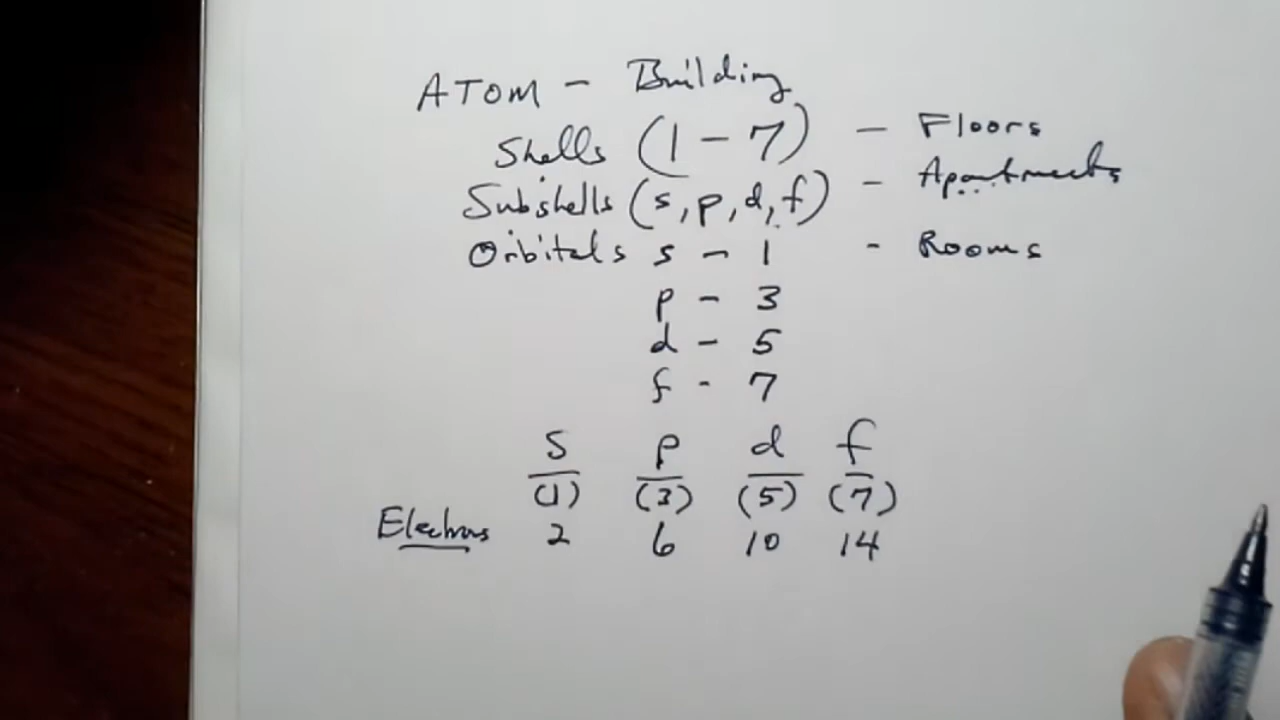 ATOM - Building
Shells (1 - 7) - Floors
Subshells (s, p, d, f) - Apartments
Orbitals s - 1 - Rooms
p - 3
d - 5
f - 7
S p d f
(1) (3) (5) (7)
Electrons 2 6 10 14